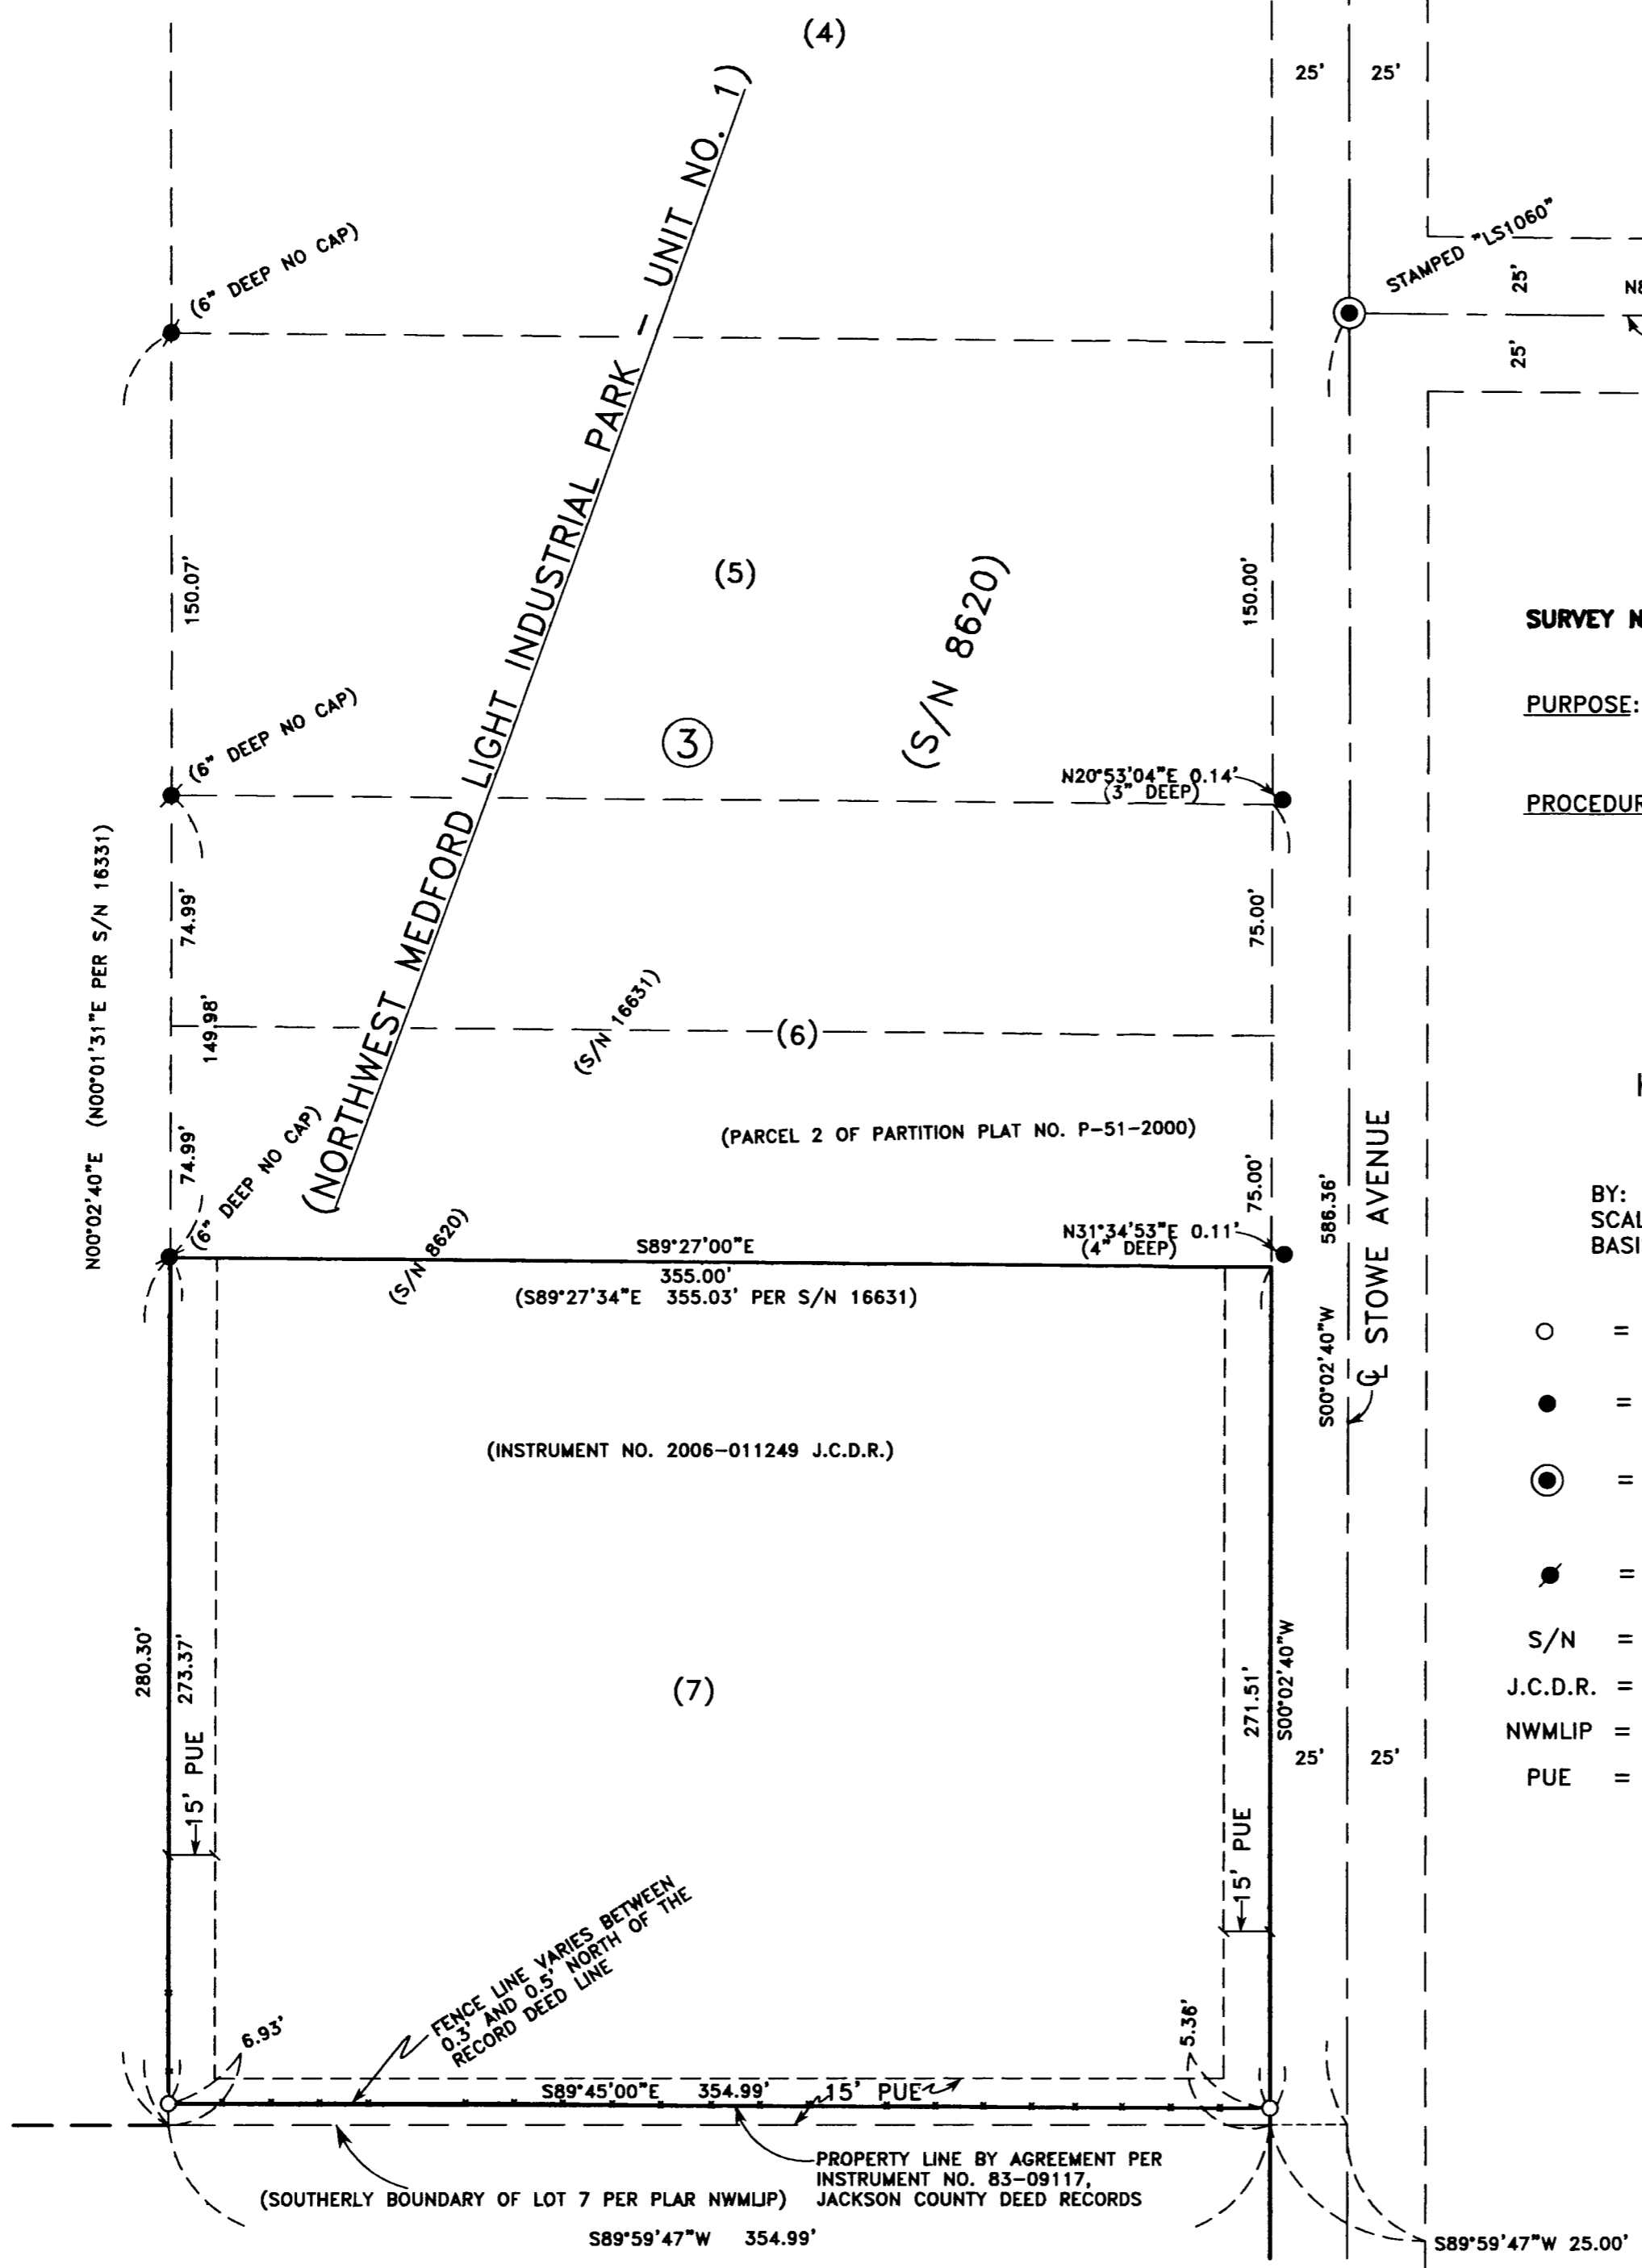 (4)
25' 25'
(NORTHWEST MEDFORD LIGHT INDUSTRIAL PARK - UNIT NO. 1)
STAMPED "LS1060"
(6" DEEP NO CAP)
25'
25'
150.07'
(5)
(S/N 8620)
150.00'
SURVEY N
PURPOSE:
(6" DEEP NO CAP)
3
N20°53'04"E 0.14'
(3" DEEP)
PROCEDUR
N00°02'40"E (N00°01'31"E PER S/N 16331)
74.99'
75.00'
149.98'
(S/N 16631)
(6)
(PARCEL 2 OF PARTITION PLAT NO. P-51-2000)
74.99'
(6" DEEP NO CAP)
75.00'
586.36'
S00°02'40"W
℄ STOWE AVENUE
BY:
SCAL
BASI
(S/N 8620)
S89°27'00"E
355.00'
(S89°27'34"E 355.03' PER S/N 16631)
N31°34'53"E 0.11'
(4" DEEP)
=
=
(INSTRUMENT NO. 2006-011249 J.C.D.R.)
=
=
280.30'
273.37'
(7)
271.51'
S00°02'40"W
S/N =
J.C.D.R. =
NWMLIP =
PUE =
25' 25'
15' PUE
15' PUE
FENCE LINE VARIES BETWEEN
0.3' AND 0.5' NORTH OF THE
RECORD DEED LINE
6.93'
5.36'
S89°45'00"E 354.99'
15' PUE
PROPERTY LINE BY AGREEMENT PER
INSTRUMENT NO. 83-09117,
JACKSON COUNTY DEED RECORDS
(SOUTHERLY BOUNDARY OF LOT 7 PER PLAR NWMLIP)
S89°59'47"W 354.99'
S89°59'47"W 25.00'